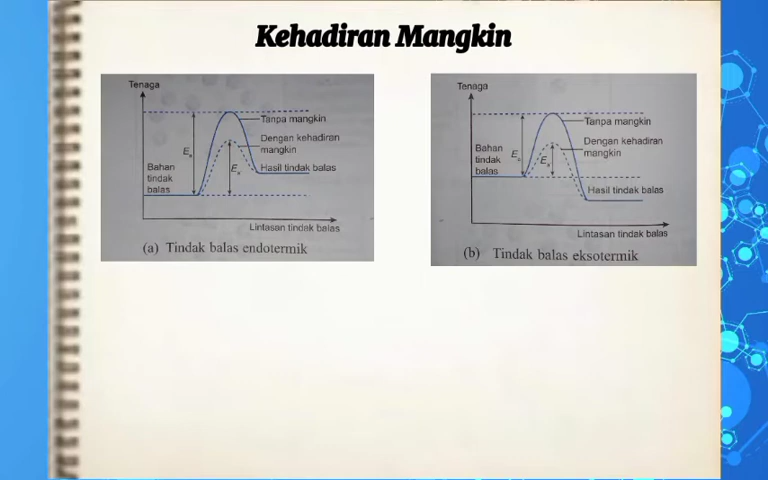 Kehadiran Mangkin
Tenaga
Tanpa mangkin
Dengan kehadiran
mangkin
Ea
Ea
Bahan
tindak
balas
Hasil tindak balas
Lintasan tindak balas
(a) Tindak balas endotermik
Tenaga
Tanpa mangkin
Dengan kehadiran
mangkin
Bahan
tindak
balas
Ea
Ea
Hasil tindak balas
Lintasan tindak balas
(b) Tindak balas eksotermik